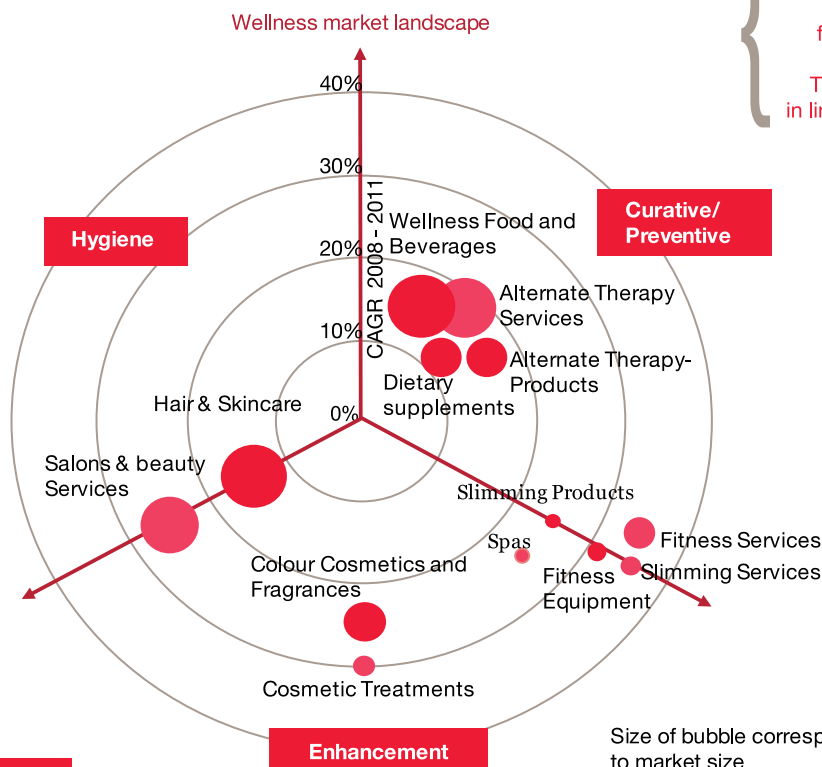 Wellness market landscape
f
T
in lin
40%
30%
20%
10%
0%
CAGR 2008 - 2011
Hygiene
Curative/
Preventive
Wellness Food and
Beverages
Alternate Therapy
Services
Alternate Therapy-
Products
Dietary
supplements
Hair & Skincare
Salons & beauty
Services
Slimming Products
Spas
Fitness Services
Slimming Services
Fitness
Equipment
Colour Cosmetics and
Fragrances
Cosmetic Treatments
Enhancement
Size of bubble corresp
to market size